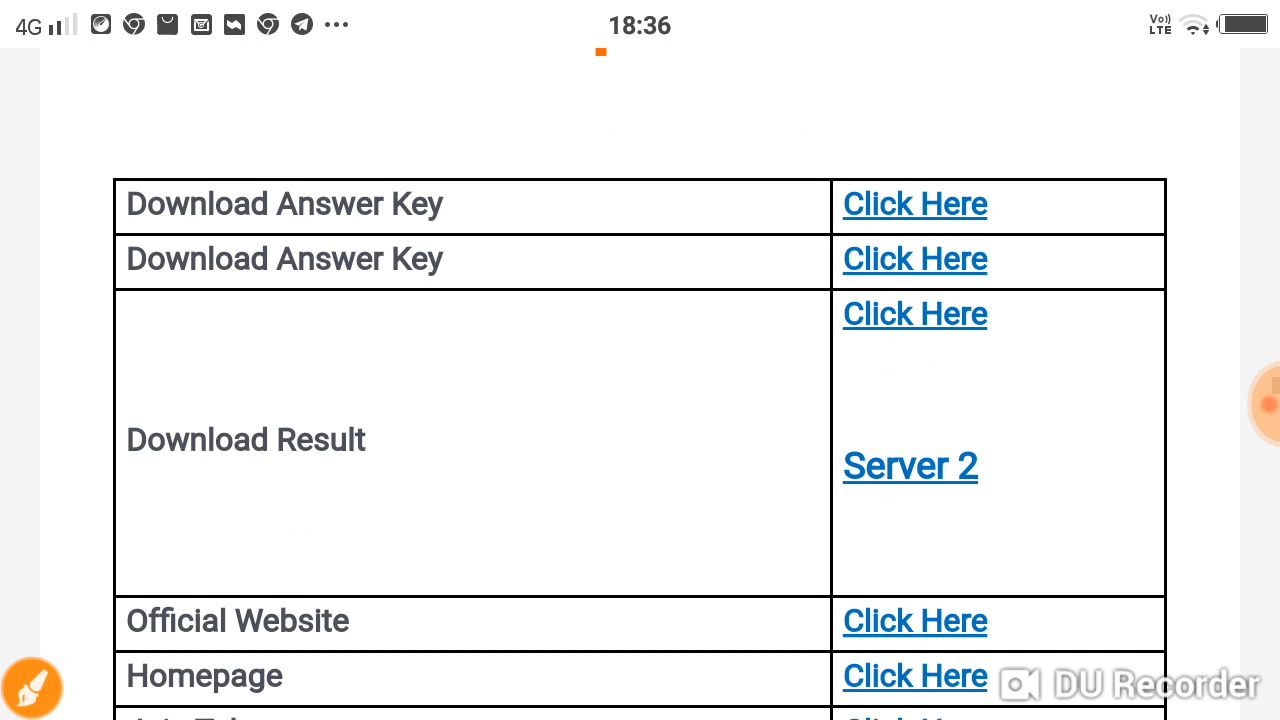 4G 18:36 Vo)) LTE
Download Answer Key Click Here
Download Answer Key Click Here
Click Here
Download Result
Server 2
Official Website Click Here
Homepage Click Here
DU Recorder